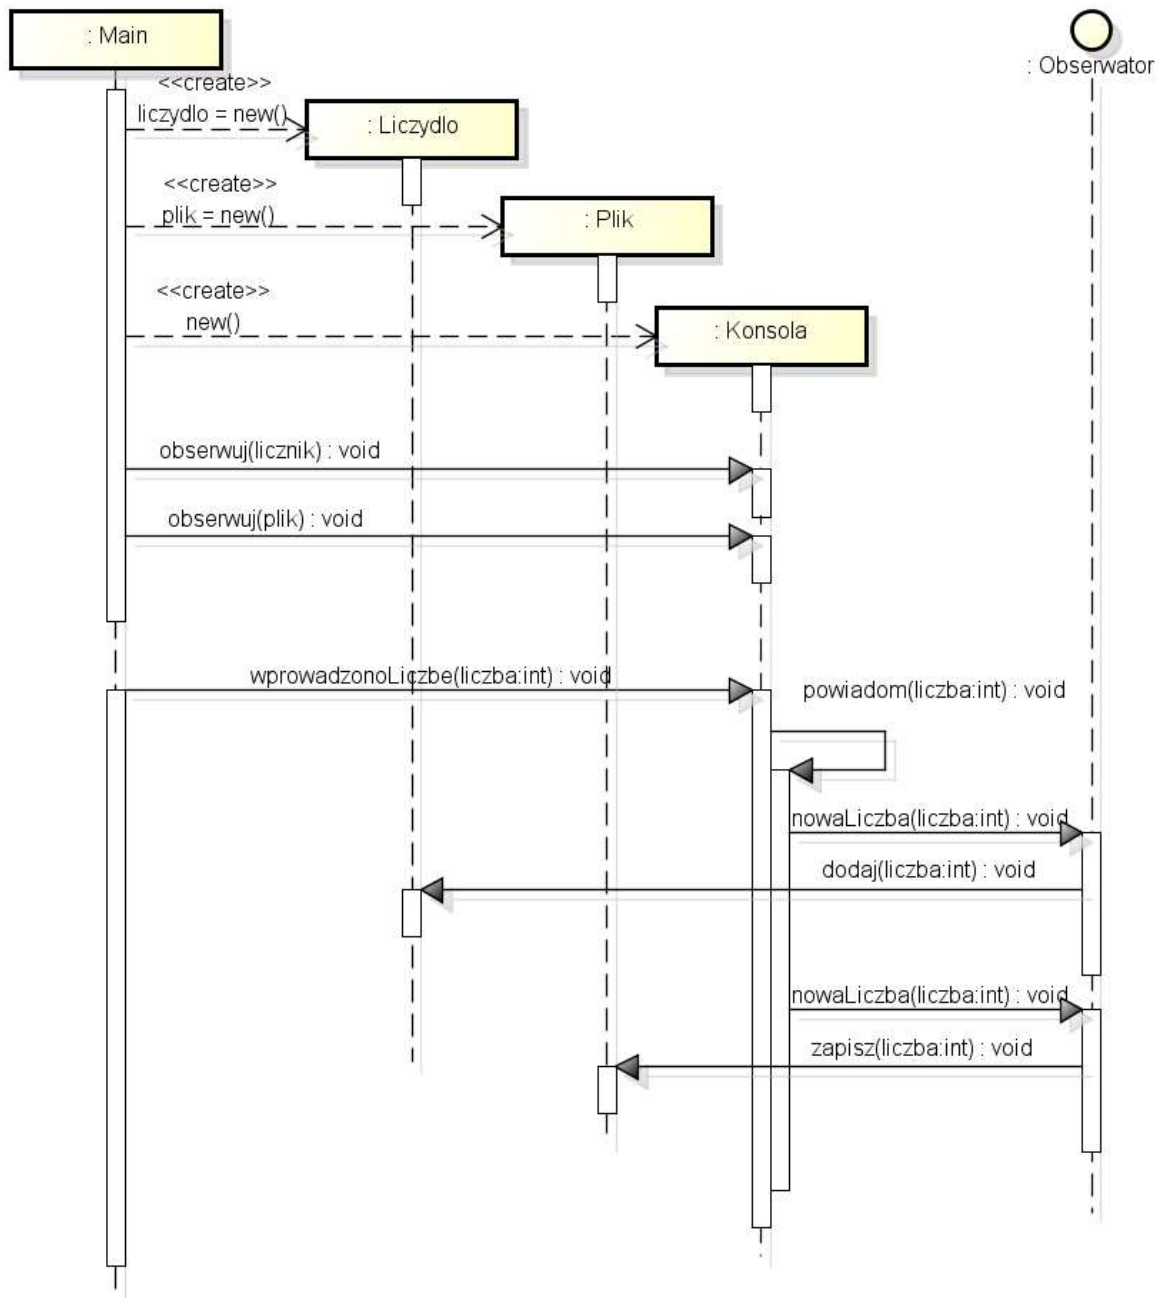 : Main
: Obserwator
<<create>>
liczydlo = new()
: Liczydlo
<<create>>
plik = new()
: Plik
<<create>>
new()
: Konsola
obserwuj(licznik) : void
obserwuj(plik) : void
wprowadzonoLiczbe(liczba:int) : void
powiadom(liczba:int) : void
nowaLiczba(liczba:int) : void
dodaj(liczba:int) : void
nowaLiczba(liczba:int) : void
zapisz(liczba:int) : void